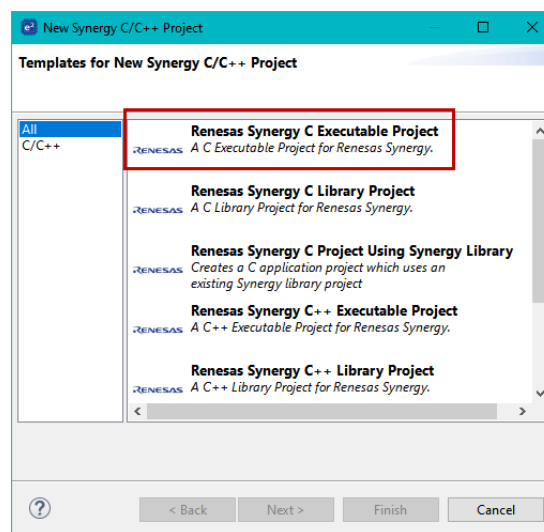 e² New Synergy C/C++ Project
Templates for New Synergy C/C++ Project
All
C/C++
Renesas Synergy C Executable Project
RENESAS A C Executable Project for Renesas Synergy.
Renesas Synergy C Library Project
RENESAS A C Library Project for Renesas Synergy.
Renesas Synergy C Project Using Synergy Library
RENESAS Creates a C application project which uses an
existing Synergy library project
Renesas Synergy C++ Executable Project
RENESAS A C++ Executable Project for Renesas Synergy.
Renesas Synergy C++ Library Project
RENESAS A C++ Library Project for Renesas Synergy.
? < Back Next > Finish Cancel